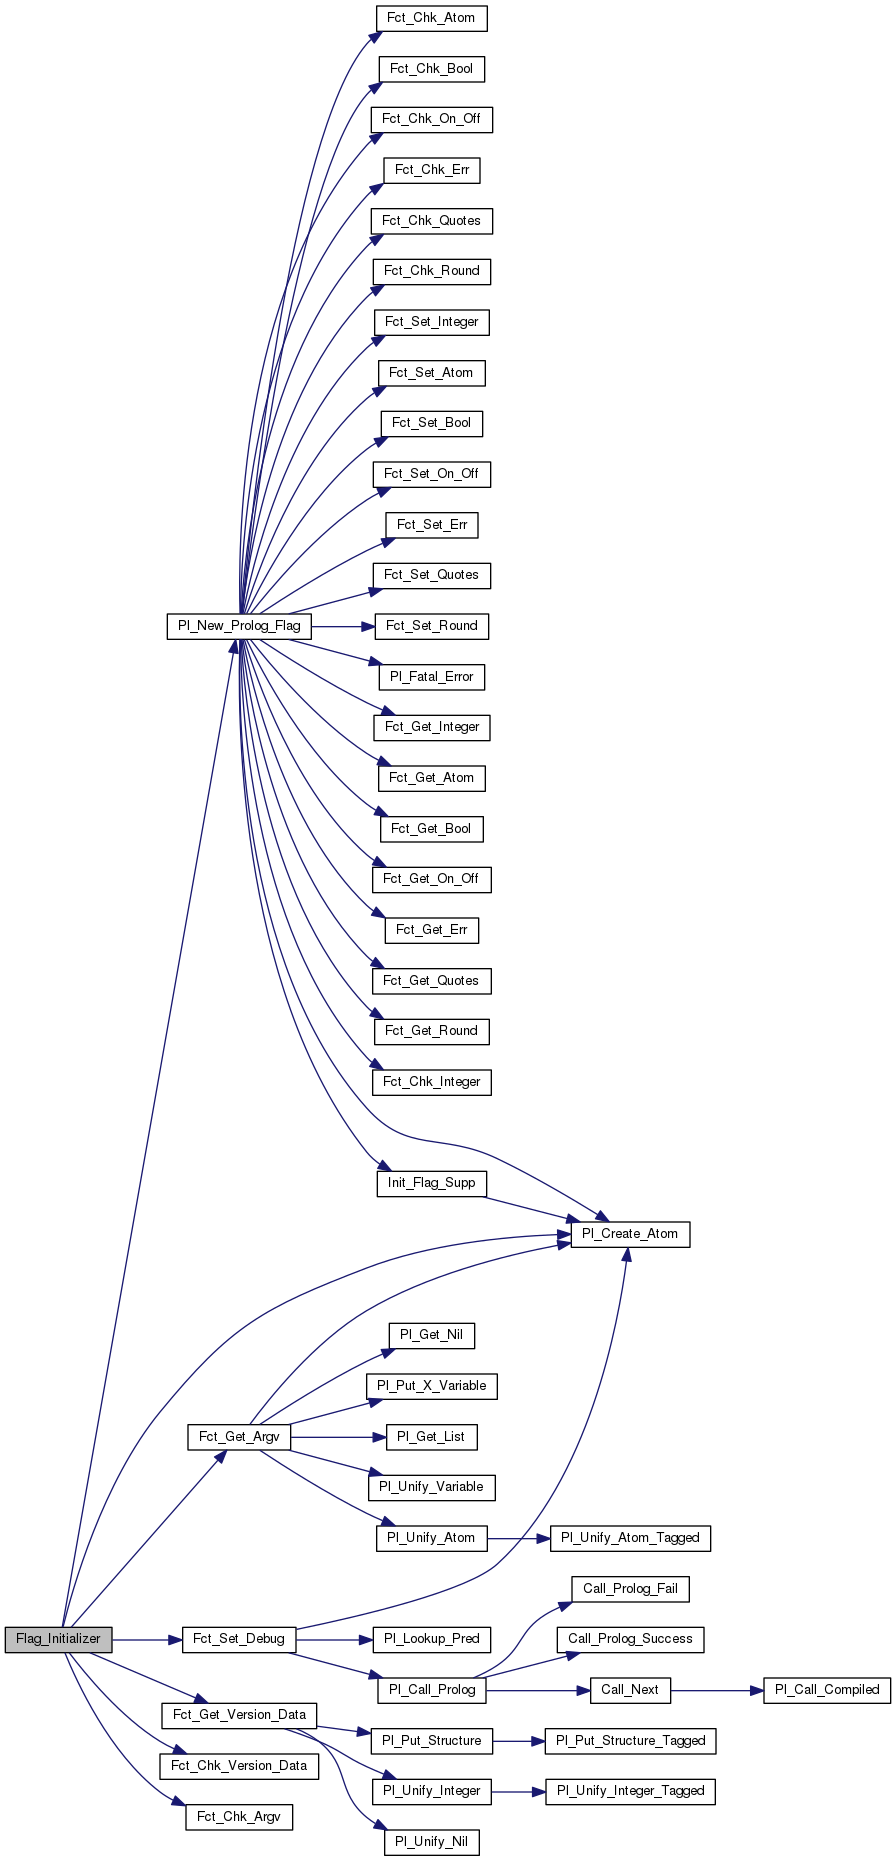 Fct_Chk_Atom
Fct_Chk_Bool
Fct_Chk_On_Off
Fct_Chk_Err
Fct_Chk_Quotes
Fct_Chk_Round
Fct_Set_Integer
Fct_Set_Atom
Fct_Set_Bool
Fct_Set_On_Off
Fct_Set_Err
Fct_Set_Quotes
Pl_New_Prolog_Flag
Fct_Set_Round
Pl_Fatal_Error
Fct_Get_Integer
Fct_Get_Atom
Fct_Get_Bool
Fct_Get_On_Off
Fct_Get_Err
Fct_Get_Quotes
Fct_Get_Round
Fct_Chk_Integer
Init_Flag_Supp
Pl_Create_Atom
Pl_Get_Nil
Pl_Put_X_Variable
Fct_Get_Argv
Pl_Get_List
Pl_Unify_Variable
Pl_Unify_Atom
Pl_Unify_Atom_Tagged
Call_Prolog_Fail
Flag_Initializer
Fct_Set_Debug
Pl_Lookup_Pred
Call_Prolog_Success
Pl_Call_Prolog
Call_Next
Pl_Call_Compiled
Fct_Get_Version_Data
Pl_Put_Structure
Pl_Put_Structure_Tagged
Fct_Chk_Version_Data
Pl_Unify_Integer
Pl_Unify_Integer_Tagged
Fct_Chk_Argv
Pl_Unify_Nil